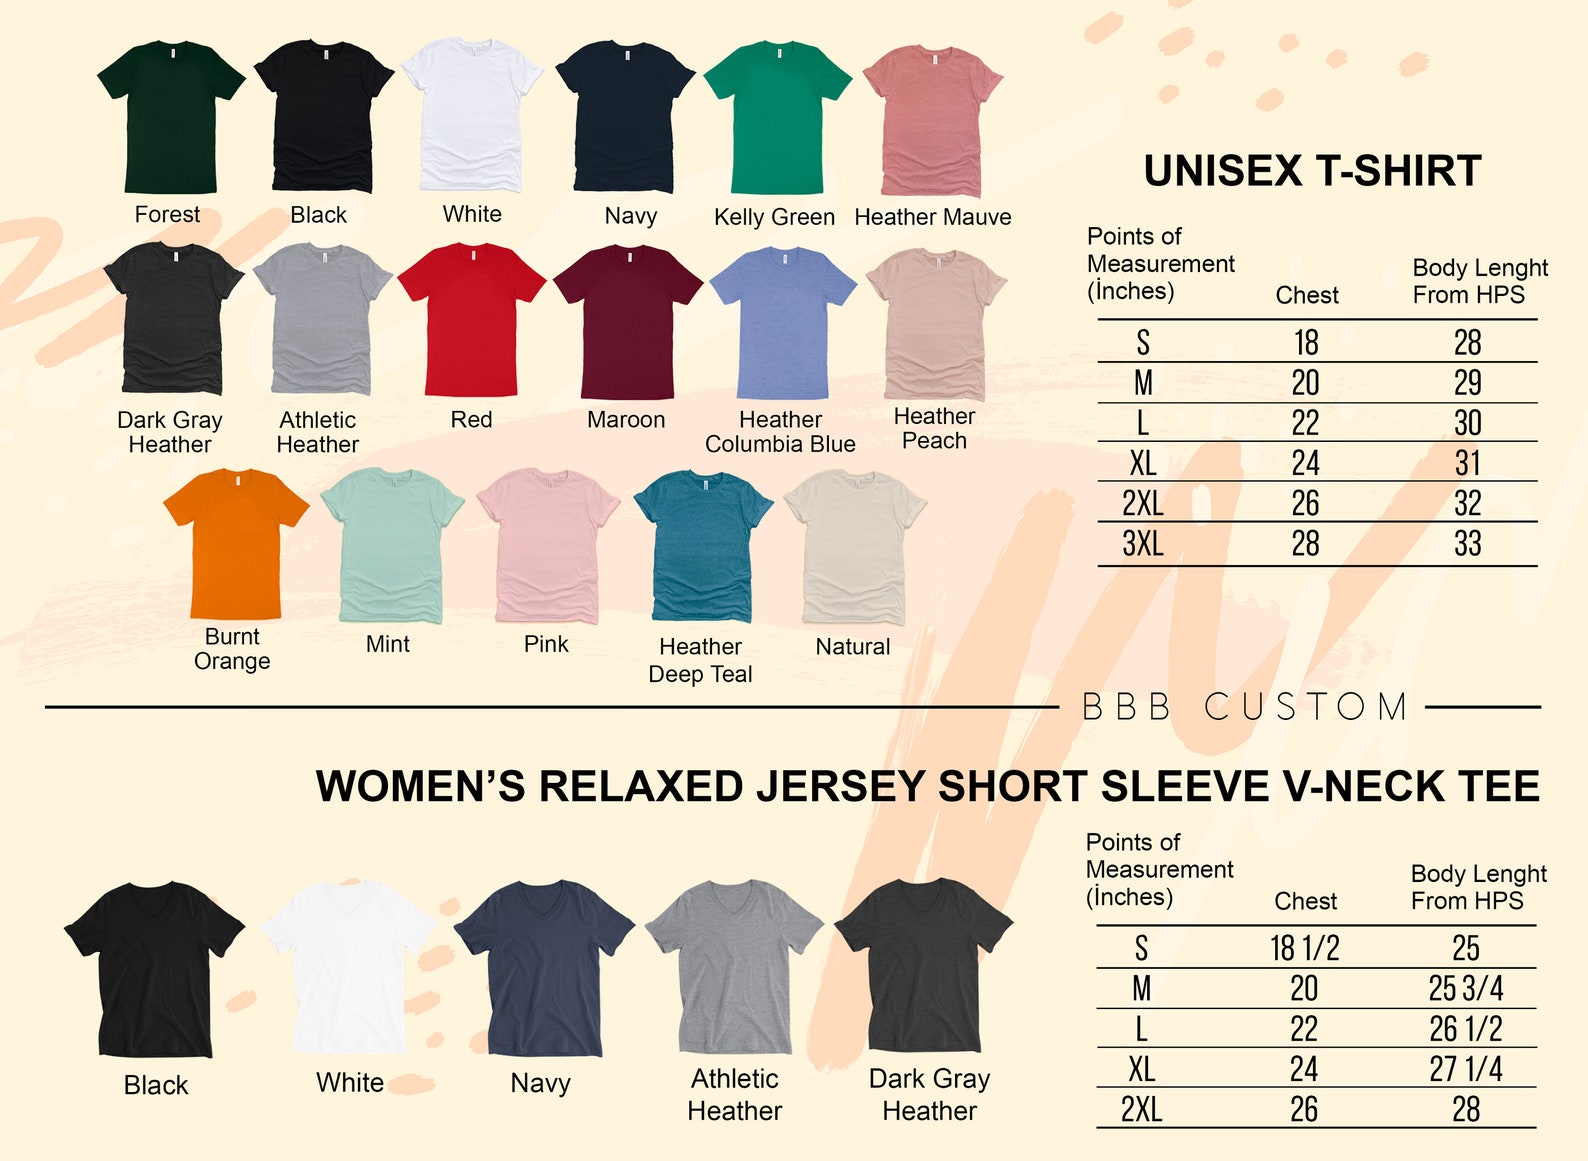 Forest
Black
White
Navy
Kelly Green
Heather Mauve
Dark Gray
Heather
Athletic
Heather
Red
Maroon
Heather
Columbia Blue
Heather
Peach
Burnt
Orange
Mint
Pink
Heather
Deep Teal
Natural
UNISEX T-SHIRT
Points of
Measurement
(İnches)
Chest
Body Lenght
From HPS
S 18 28
M 20 29
L 22 30
XL 24 31
2XL 26 32
3XL 28 33
BBB CUSTOM
WOMEN’S RELAXED JERSEY SHORT SLEEVE V-NECK TEE
Black
White
Navy
Athletic
Heather
Dark Gray
Heather
Points of
Measurement
(İnches)
Chest
Body Lenght
From HPS
S 18 1/2 25
M 20 25 3/4
L 22 26 1/2
XL 24 27 1/4
2XL 26 28